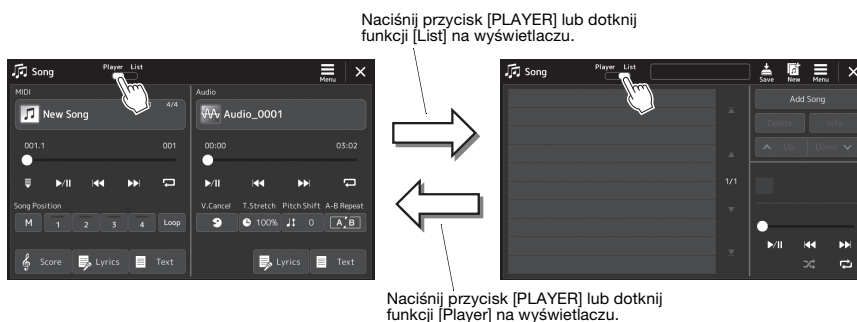 Naciśnij przycisk [PLAYER] lub dotknij
funkcji [List] na wyświetlaczu.
Song
Player List
Menu
MIDI
New Song
4/4
001.1
001
Song Position
M 1 2 3 4 Loop
Score Lyrics Text
Audio
Audio_0001
00:00
03:02
V.Cancel T.Stretch Pitch Shift A-B Repeat
100% 0 A B
Lyrics Text
Song
Player List
Save New Menu
Add Song
Delete Info
Up Down
1/1
Naciśnij przycisk [PLAYER] lub dotknij
funkcji [Player] na wyświetlaczu.